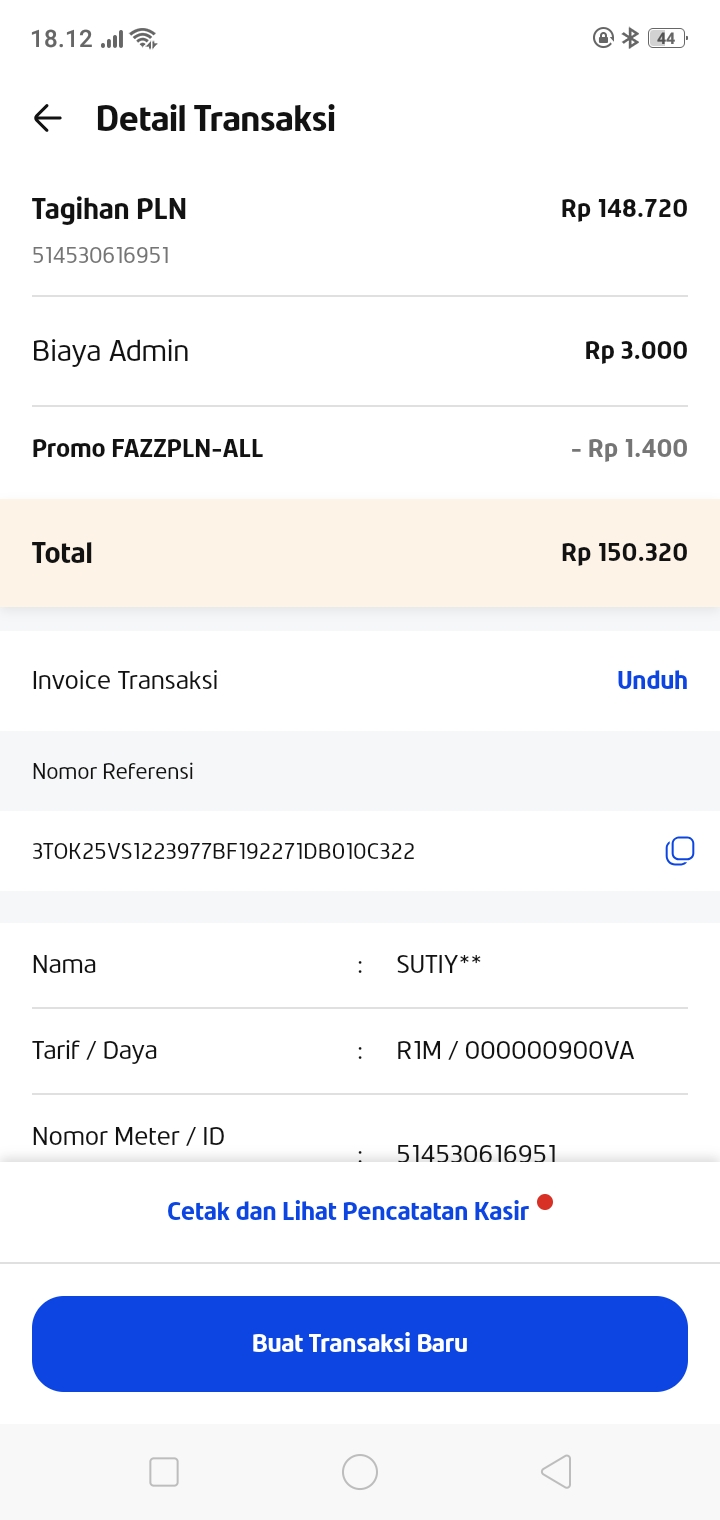 18.12
44
Detail Transaksi
Tagihan PLN Rp 148.720
514530616951
Biaya Admin Rp 3.000
Promo FAZZPLN-ALL - Rp 1.400
Total Rp 150.320
Invoice Transaksi Unduh
Nomor Referensi
3TOK25VS1223977BF192271DB010C322
Nama : SUTIY**
Tarif / Daya : R1M / 000000900VA
Nomor Meter / ID : 514530616951
Cetak dan Lihat Pencatatan Kasir
Buat Transaksi Baru